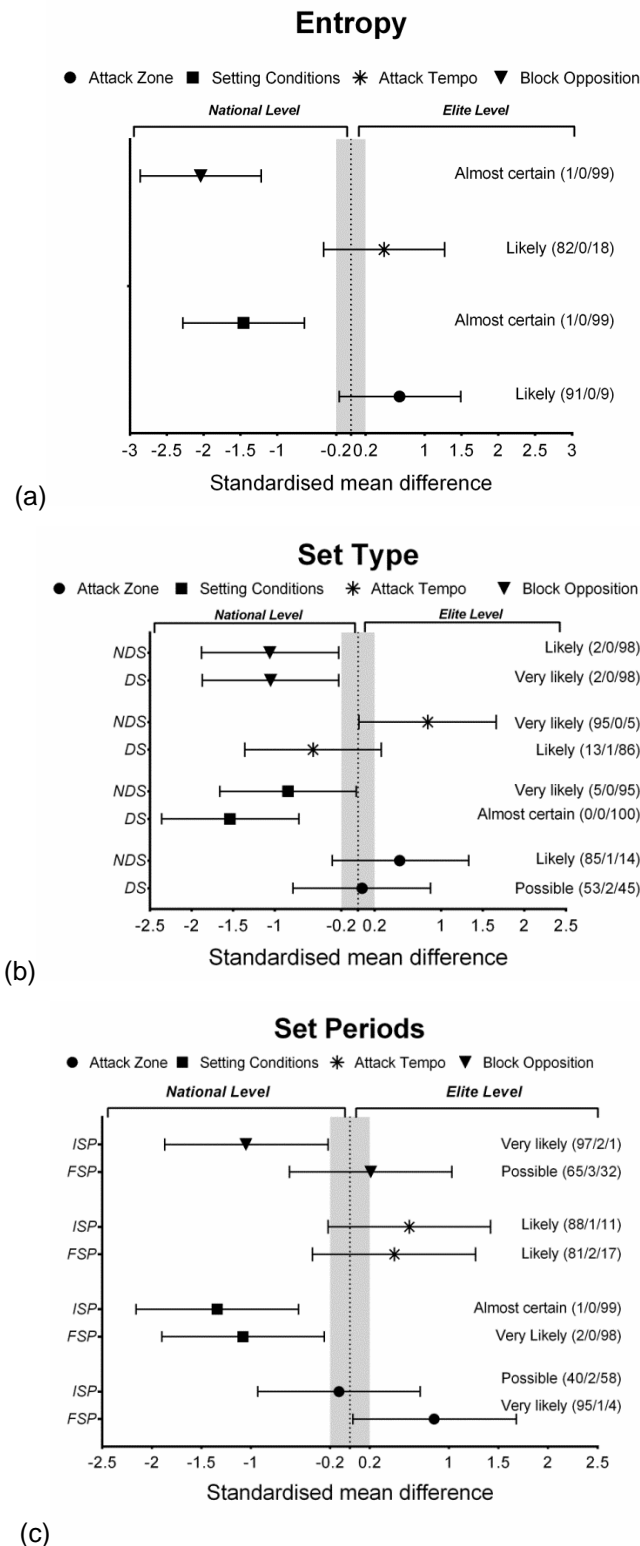 Entropy
Attack Zone Setting Conditions Attack Tempo Block Opposition
National Level Elite Level
Almost certain (1/0/99)
Likely (82/0/18)
Almost certain (1/0/99)
Likely (91/0/9)
-3 -2.5 -2 -1.5 -1 -0.2 0.2 1 1.5 2 2.5 3
Standardised mean difference
(a)
Set Type
Attack Zone Setting Conditions Attack Tempo Block Opposition
National Level Elite Level
NDS Likely (2/0/98)
DS Very likely (2/0/98)
NDS Very likely (95/0/5)
DS Likely (13/1/86)
NDS Very likely (5/0/95)
DS Almost certain (0/0/100)
NDS Likely (85/1/14)
DS Possible (53/2/45)
-2.5 -2 -1.5 -1 -0.2 0.2 1 1.5 2 2.5
Standardised mean difference
(b)
Set Periods
Attack Zone Setting Conditions Attack Tempo Block Opposition
National Level Elite Level
ISP Very likely (97/2/1)
FSP Possible (65/3/32)
ISP Likely (88/1/11)
FSP Likely (81/2/17)
ISP Almost certain (1/0/99)
FSP Very Likely (2/0/98)
ISP Possible (40/2/58)
FSP Very likely (95/1/4)
-2.5 -2 -1.5 -1 -0.2 0.2 1 1.5 2 2.5
Standardised mean difference
(c)